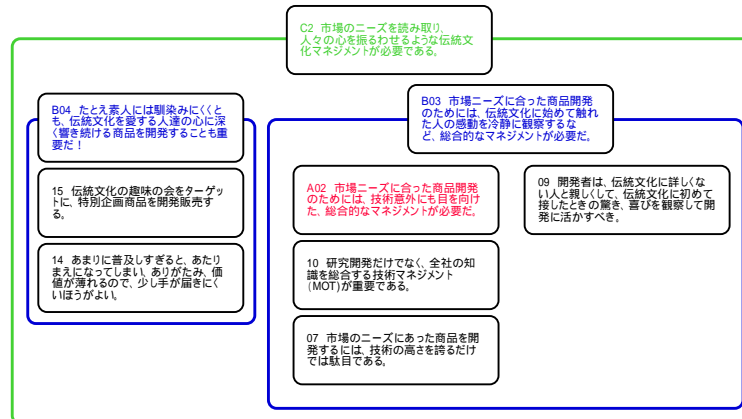 C2 市場のニーズを読み取り、
人々の心を振るわせるような伝統文
化マネジメントが必要である。
B04 たとえ素人には馴染みにくくと
も、伝統文化を愛する人達の心に深
く響き続ける商品を開発することも重
要だ！
15 伝統文化の趣味の会をターゲッ
トに、特別企画商品を開発販売す
る。
14 あまりに普及しすぎると、あたり
まえになってしまい、ありがたみ、価
値が薄れるので、少し手が届きにく
いほうがよい。
B03 市場ニーズに合った商品開発
のためには、伝統文化に始めて触れ
た人の感動を冷静に観察するな
ど、総合的なマネジメントが必要だ。
A02 市場ニーズに合った商品開発
のためには、技術意外にも目を向け
た、総合的なマネジメントが必要だ。
10 研究開発だけでなく、全社の知
識を総合する技術マネジメント
(MOT)が重要である。
07 市場のニーズにあった商品を開
発するには、技術の高さを誇るだけ
では駄目である。
09 開発者は、伝統文化に詳しくな
い人と親しくして、伝統文化に初めて
接したときの驚き、喜びを観察して開
発に活かすべき。